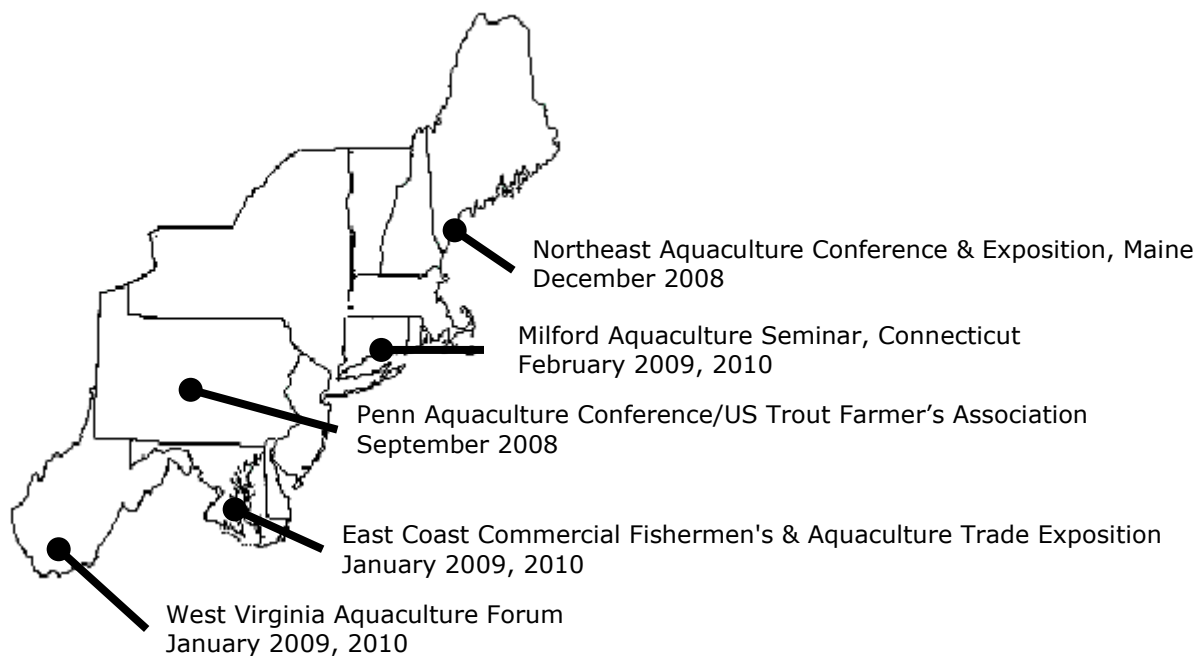 Northeast Aquaculture Conference & Exposition, Maine
December 2008
Milford Aquaculture Seminar, Connecticut
February 2009, 2010
Penn Aquaculture Conference/US Trout Farmer’s Association
September 2008
East Coast Commercial Fishermen's & Aquaculture Trade Exposition
January 2009, 2010
West Virginia Aquaculture Forum
January 2009, 2010